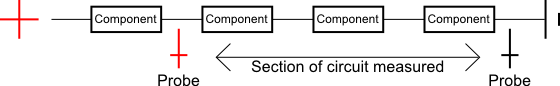 Component Component Component Component
Section of circuit measured
Probe Probe